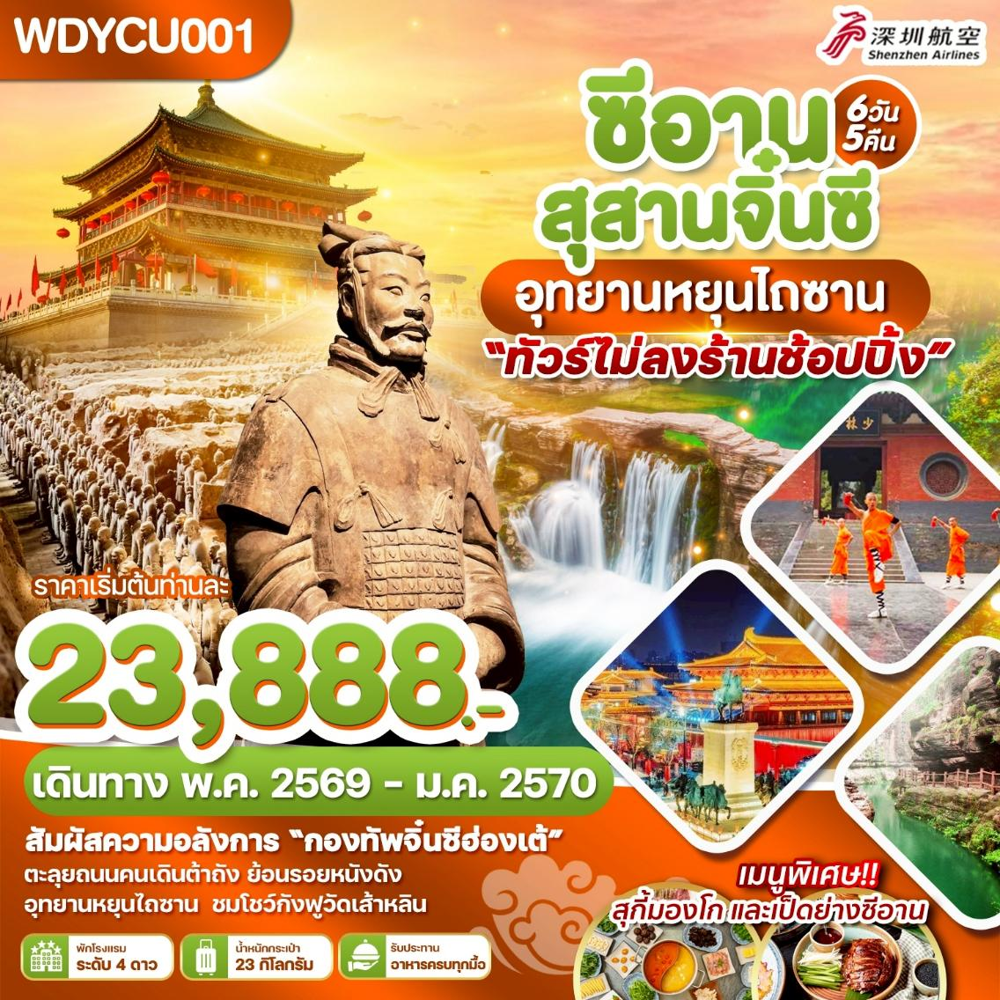 WDYCU001
深圳航空
Shenzhen Airlines
ซีอาน
6วัน
5คืน
สุสานจิ๋นซี
อุทยานหยุนไถซาน
“ทัวร์ไม่ลงร้านช้อปปิ้ง”
林 少
ราคาเริ่มต้นท่านละ
23,888.-
เดินทาง พ.ค. 2569 - ม.ค. 2570
สัมผัสความอลังการ “กองทัพจิ๋นซีฮ่องเต้”
ตะลุยถนนคนเดินต้าถัง ย้อนรอยหนังดัง
อุทยานหยุนไถซาน ชมโชว์กังฟูวัดเส้าหลิน
เมนูพิเศษ!!
สุกี้มองโก และเป็ดย่างซีอาน
พักโรงแรม
ระดับ 4 ดาว
น้ำหนักกระเป๋า
23 กิโลกรัม
รับประทาน
อาหารครบทุกมื้อ